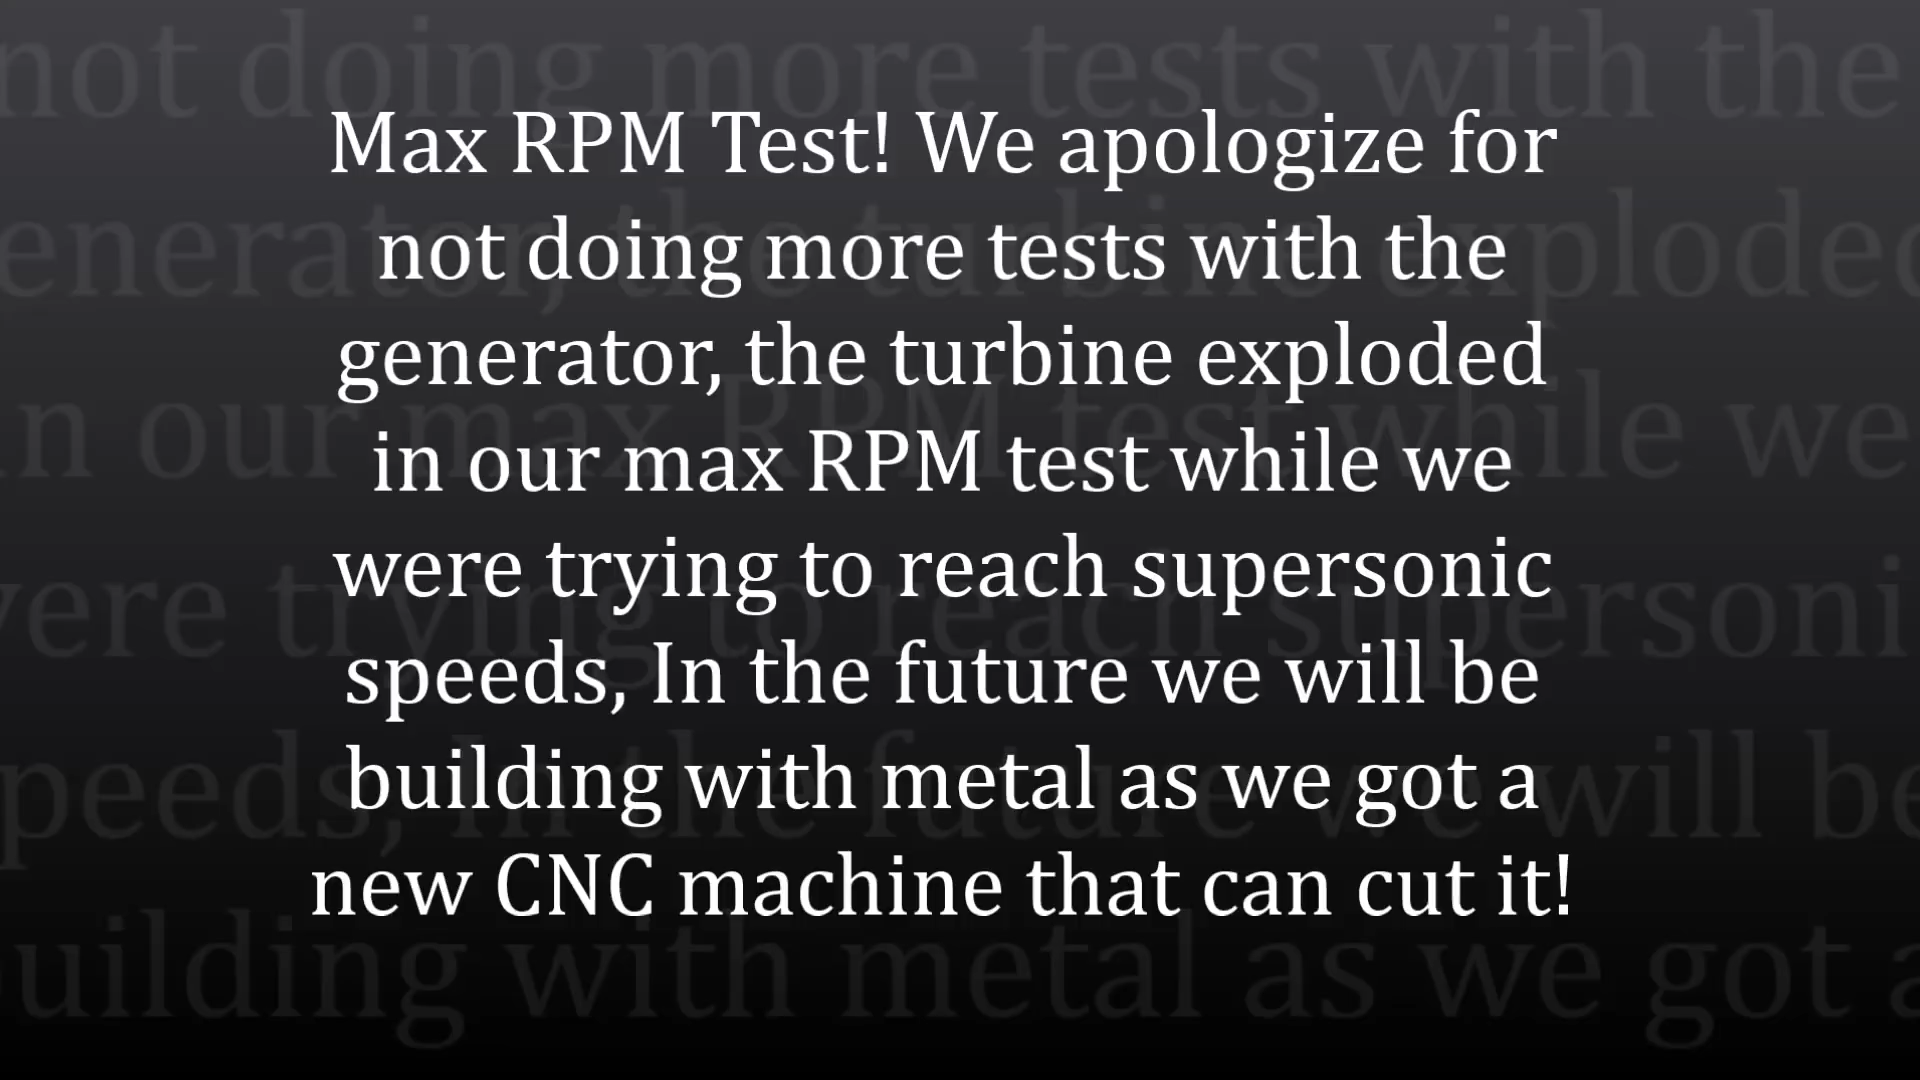 Max RPM Test! We apologize for
not doing more tests with the
generator, the turbine exploded
in our max RPM test while we
were trying to reach supersonic
speeds, In the future we will be
building with metal as we got a
new CNC machine that can cut it!